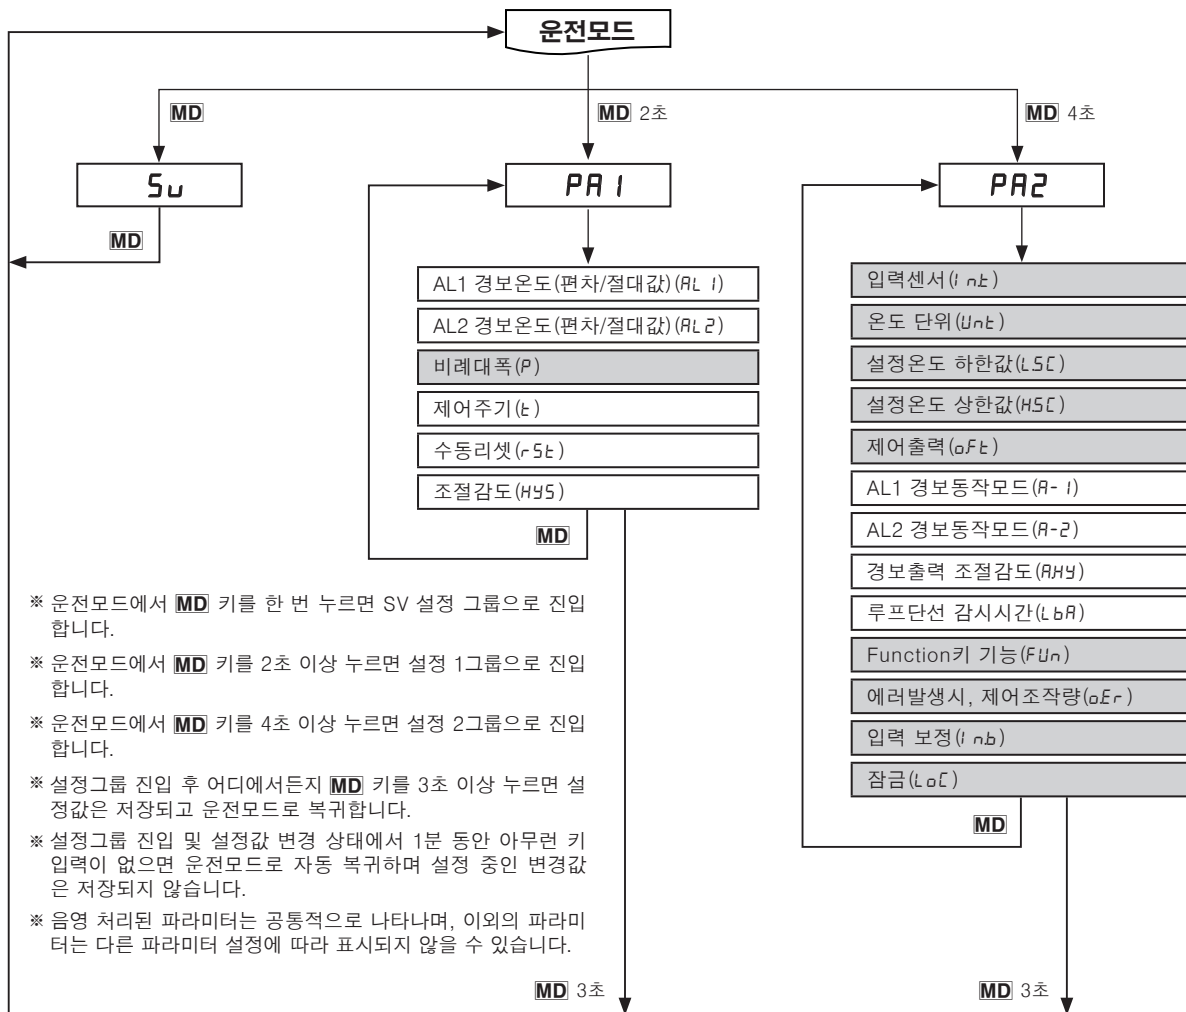 운전모드
MD
MD 2초
MD 4초
Su
PA1
PA2
MD
AL1 경보온도(편차/절대값)(AL1)
AL2 경보온도(편차/절대값)(AL2)
비례대폭(P)
제어주기(t)
수동리셋(rSt)
조절감도(HYS)
MD
입력센서(In.t)
온도 단위(Unt)
설정온도 하한값(L.SC)
설정온도 상한값(H.SC)
제어출력(o.Ft)
AL1 경보동작모드(A-1)
AL2 경보동작모드(A-2)
경보출력 조절감도(A.HY)
루프단선 감시시간(LbA)
Function키 기능(FUn)
에러발생시, 제어조작량(o.Er)
입력 보정(In.b)
잠금(LoC)
MD
※ 운전모드에서 MD 키를 한 번 누르면 SV 설정 그룹으로 진입
합니다.
※ 운전모드에서 MD 키를 2초 이상 누르면 설정 1그룹으로 진입
합니다.
※ 운전모드에서 MD 키를 4초 이상 누르면 설정 2그룹으로 진입
합니다.
※ 설정그룹 진입 후 어디에서든지 MD 키를 3초 이상 누르면 설
정값은 저장되고 운전모드로 복귀합니다.
※ 설정그룹 진입 및 설정값 변경 상태에서 1분 동안 아무런 키
입력이 없으면 운전모드로 자동 복귀하며 설정 중인 변경값
은 저장되지 않습니다.
※ 음영 처리된 파라미터는 공통적으로 나타나며, 이외의 파라미
터는 다른 파라미터 설정에 따라 표시되지 않을 수 있습니다.
MD 3초
MD 3초